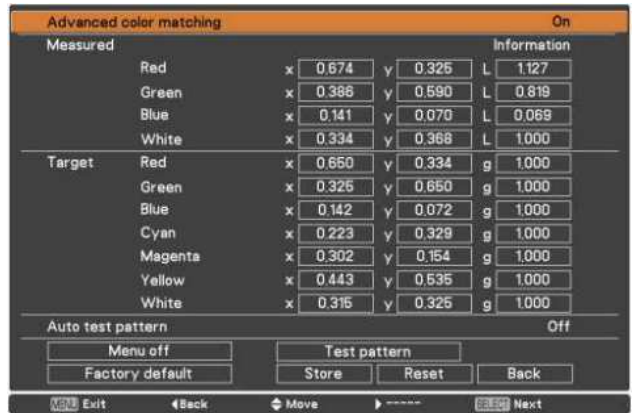 Advanced color matching On
Measured Information
Red x 0.674 y 0.325 L 1.127
Green x 0.386 y 0.590 L 0.819
Blue x 0.141 y 0.070 L 0.069
White x 0.334 y 0.368 L 1.000
Target Red x 0.650 y 0.334 g 1.000
Green x 0.325 y 0.650 g 1.000
Blue x 0.142 y 0.072 g 1.000
Cyan x 0.223 y 0.329 g 1.000
Magenta x 0.302 y 0.154 g 1.000
Yellow x 0.443 y 0.535 g 1.000
White x 0.315 y 0.325 g 1.000
Auto test pattern Off
Menu off Test pattern
Factory default Store Reset Back
MENU Exit Back Move ----- SELECT Next